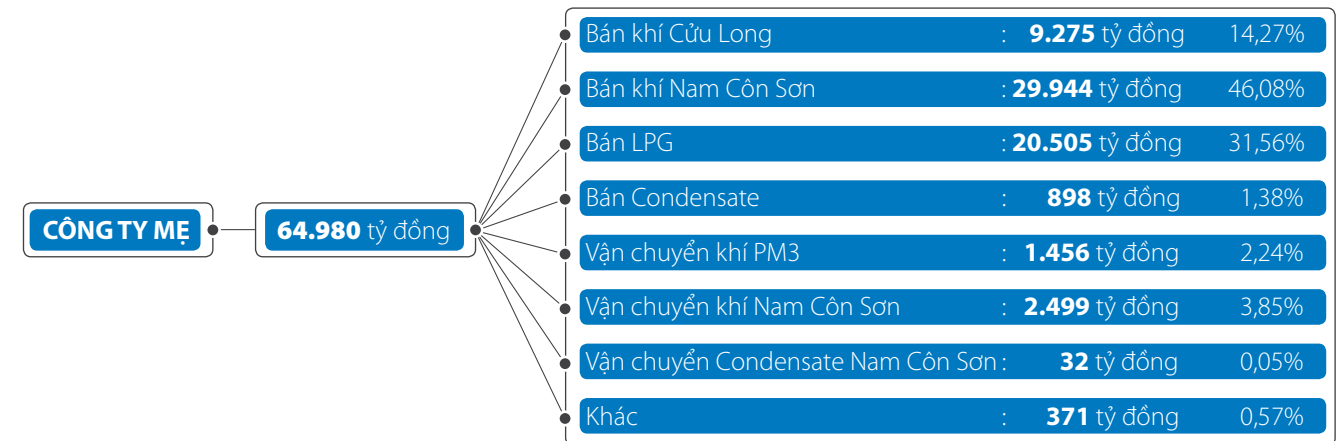 CÔNG TY MẸ
64.980 tỷ đồng
Bán khí Cửu Long : 9.275 tỷ đồng 14,27%
Bán khí Nam Côn Sơn : 29.944 tỷ đồng 46,08%
Bán LPG : 20.505 tỷ đồng 31,56%
Bán Condensate : 898 tỷ đồng 1,38%
Vận chuyển khí PM3 : 1.456 tỷ đồng 2,24%
Vận chuyển khí Nam Côn Sơn : 2.499 tỷ đồng 3,85%
Vận chuyển Condensate Nam Côn Sơn : 32 tỷ đồng 0,05%
Khác : 371 tỷ đồng 0,57%